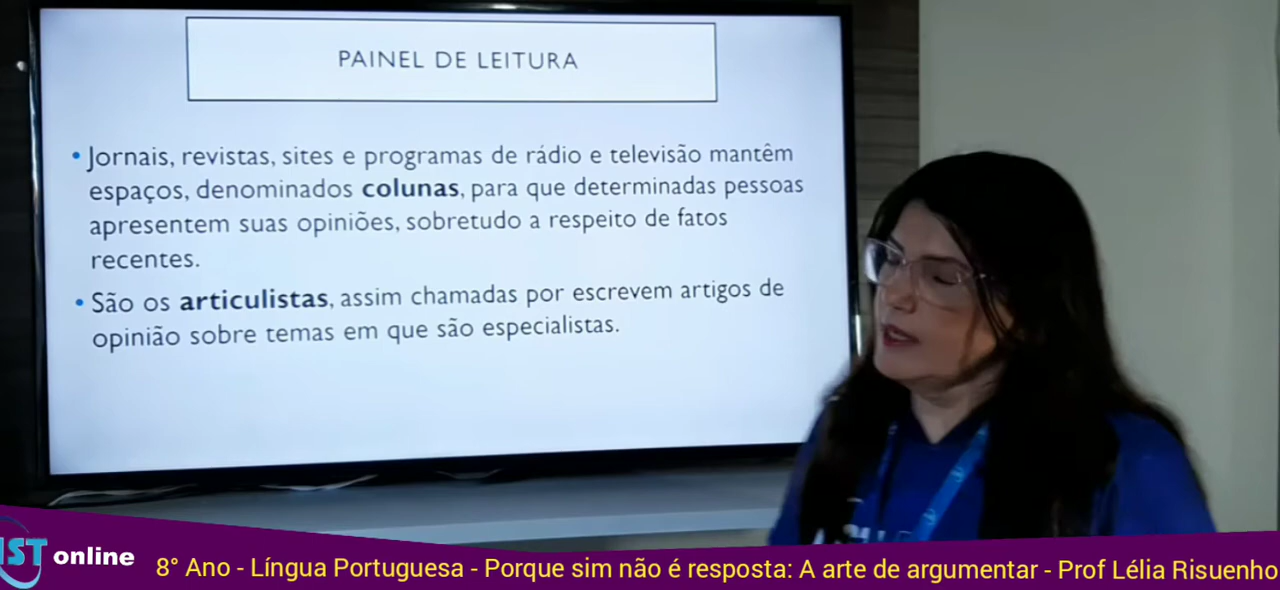 PAINEL DE LEITURA
• Jornais, revistas, sites e programas de rádio e televisão mantêm
espaços, denominados colunas, para que determinadas pessoas
apresentem suas opiniões, sobretudo a respeito de fatos
recentes.
• São os articulistas, assim chamadas por escrevem artigos de
opinião sobre temas em que são especialistas.
online
8° Ano - Língua Portuguesa - Porque sim não é resposta: A arte de argumentar - Prof Lélia Risuenho